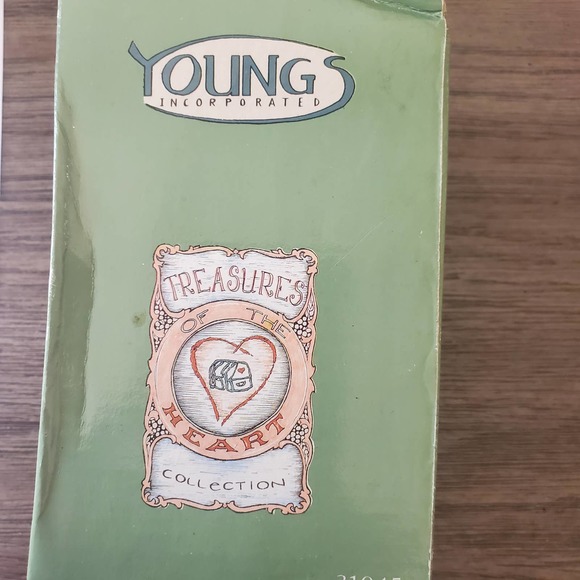 YOUNGS
INCORPORATED
TREASURES
OF THE
HEART
COLLECTION